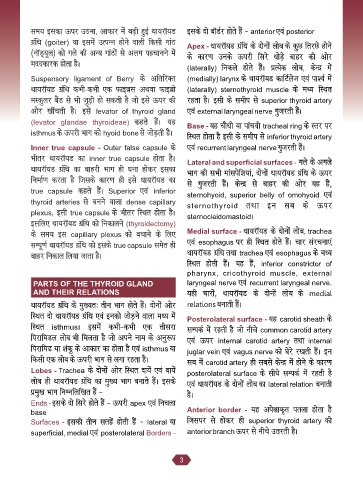 समय इसका ऊपर उठना, आकार में बड़ी हुई थायरॉयड
ग्रंथि (goiter) या इसमें उत्पन्न होने वाली किसी गांठ
(नॉड्यूल) को गले की अन्य गांठों से अलग पहचानने में
मददकारक होता है।
Suspensory ligament of Berry के अतिरिक्त
थायरॉयड ग्रंथि कभी-कभी एक फाइब्रस अथवा फाइब्रो
मस्कुलर बैंड से भी जुड़ी हो सकती है जो इसे ऊपर की
ओर खींचती है। इसे levator of thyroid gland
(levator glandae thyroideae) कहते है। यह
isthmus के ऊपरी भाग को hyoid bone से जोड़ती है।
Inner true capsule - Outer false capsule के
भीतर थायरॉयड का inner true capsule होता है।
थायरॉयड ग्रंथि का बाहरी भाग ही घना होकर इसका
निर्माण करता है जिसके कारण ही इसे थायरॉयड का
true capsule कहते हैं। Superior एवं inferior
thyroid arteries से बनने वाला dense capillary
plexus, इसी true capsule के भीतर स्थित होता है।
इसलिए थायरॉयड ग्रंथि को निकालने (thyroidectomy)
के समय इस capillary plexus को बचाने के लिए
सम्पूर्ण थायरॉयड ग्रंथि को इसके true capsule समेत ही
बाहर निकाल लिया जाता है।
PARTS OF THE THYROID GLAND
AND THEIR RELATIONS
थायरॉयड ग्रंथि के मुख्यतः तीन भाग होते हैं। दोनों ओर
स्थित दो थायरॉयड ग्रंथि एवं इनको जोड़ने वाला मध्य में
स्थित isthmus। इसमें कभी-कभी एक तीसरा
पिरामिडल लोब भी मिलता है जो अपने नाम के अनुरूप
पिरामिड या शंकु के आकार का होता है एवं isthmus या
किसी एक लोब के ऊपरी भाग से लगा रहता है।
Lobes - Trachea के दोनों ओर स्थित दायें एवं बायें
लोब ही थायरॉयड ग्रंथि का मुख्य भाग बनाते हैं। इसके
प्रमुख भाग निम्नलिखित हैं –
Ends - इसके दो सिरे होते हैं – ऊपरी apex एवं निचला
base
Surfaces - इसकी तीन सतहें होती हैं – lateral या
superficial, medial एवं posterolateral Borders -
इसके दो बॉर्डर होते हैं – anterior एवं posterior
Apex - थायरॉयड ग्रंथि के दोनों लोब के कुछ तिरछे होने
के कारण उनके ऊपरी सिरे थोड़े बाहर की ओर
(laterally) निकले होते हैं। प्रत्येक लोब, केन्द्र में
(medially) larynx के थायरॉयड कार्टिलेज एवं पार्श्व में
(laterally) sternothyroid muscle के मध्य स्थित
रहता है। इसी के समीप से superior thyroid artery
एवं external laryngeal nerve गुजरती हैं।
Base - यह चौथी या पांचवी tracheal ring के स्तर पर
स्थित होता है इसी के समीप से inferior thyroid artery
एवं recurrent laryngeal nerve गुजरती हैं।
Lateral and superficial surfaces - गले के अगले
भाग की सभी मांसपेशियां, दोनों थायरॉयड ग्रंथि के ऊपर
से गुजरती हैं। केन्द्र से बाहर की ओर यह हैं,
sternohyoid, superior belly of omohyoid एवं
sternothyroid तथा इन सब के ऊपर
sternocleidomastoid।
Medial surface - थायरॉयड के दोनों लोब, trachea
एवं esophagus पर ही स्थित होते हैं। चार संरचनाएं
थायरॉयड ग्रंथि तथा trachea एवं esophagus के मध्य
स्थित होती हैं। यह हैं, inferior constrictor of
pharynx, cricothyroid muscle, external
laryngeal nerve एवं recurrent laryngeal nerve.
यही चारों, थायरॉयड के दोनों लोब के medial
relations बनाती हैं।
Posterolateral surface - यह carotid sheath के
सम्पर्क में रहती है जो नीचे common carotid artery
एवं ऊपर internal carotid artery तथा internal
juglar vein एवं vagus nerve को घेरे रखती हैं। इन
सब में carotid artery ही सबसे केन्द्र में होने के कारण
posterolateral surface के सीधे सम्पर्क में रहती है
एवं थायरॉयड के दोनों लोब का lateral relation बनाती
है।
Anterior border - यह अपेक्षाकृत पतला होता है
जिसपर से होकर ही superior thyroid artery की
anterior branch ऊपर से नीचे उतरती है।
3